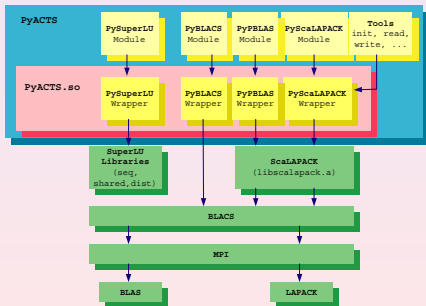 PyACTS
PySuperLU
Module
PyBLACS
Module
PyPBLAS
Module
PyScaLAPACK
Module
Tools
init, read,
write, ...
PyACTS.so
PySuperLU
Wrapper
PyBLACS
Wrapper
PyPBLAS
Wrapper
PyScaLAPACK
Wrapper
SuperLU
Libraries
(seq,
shared,dist)
ScaLAPACK
(libscalapack.a)
BLACS
MPI
BLAS
LAPACK